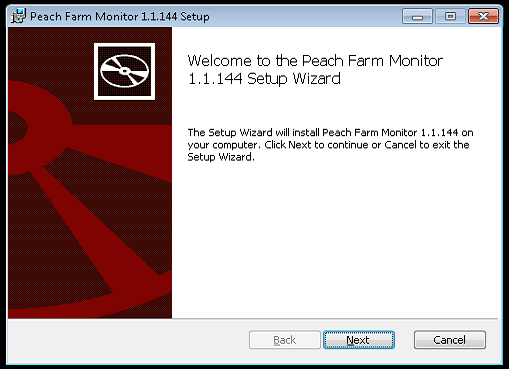 Peach Farm Monitor 1.1.144 Setup
Welcome to the Peach Farm Monitor
1.1.144 Setup Wizard
The Setup Wizard will install Peach Farm Monitor 1.1.144 on
your computer. Click Next to continue or Cancel to exit the
Setup Wizard.
Back
Next
Cancel